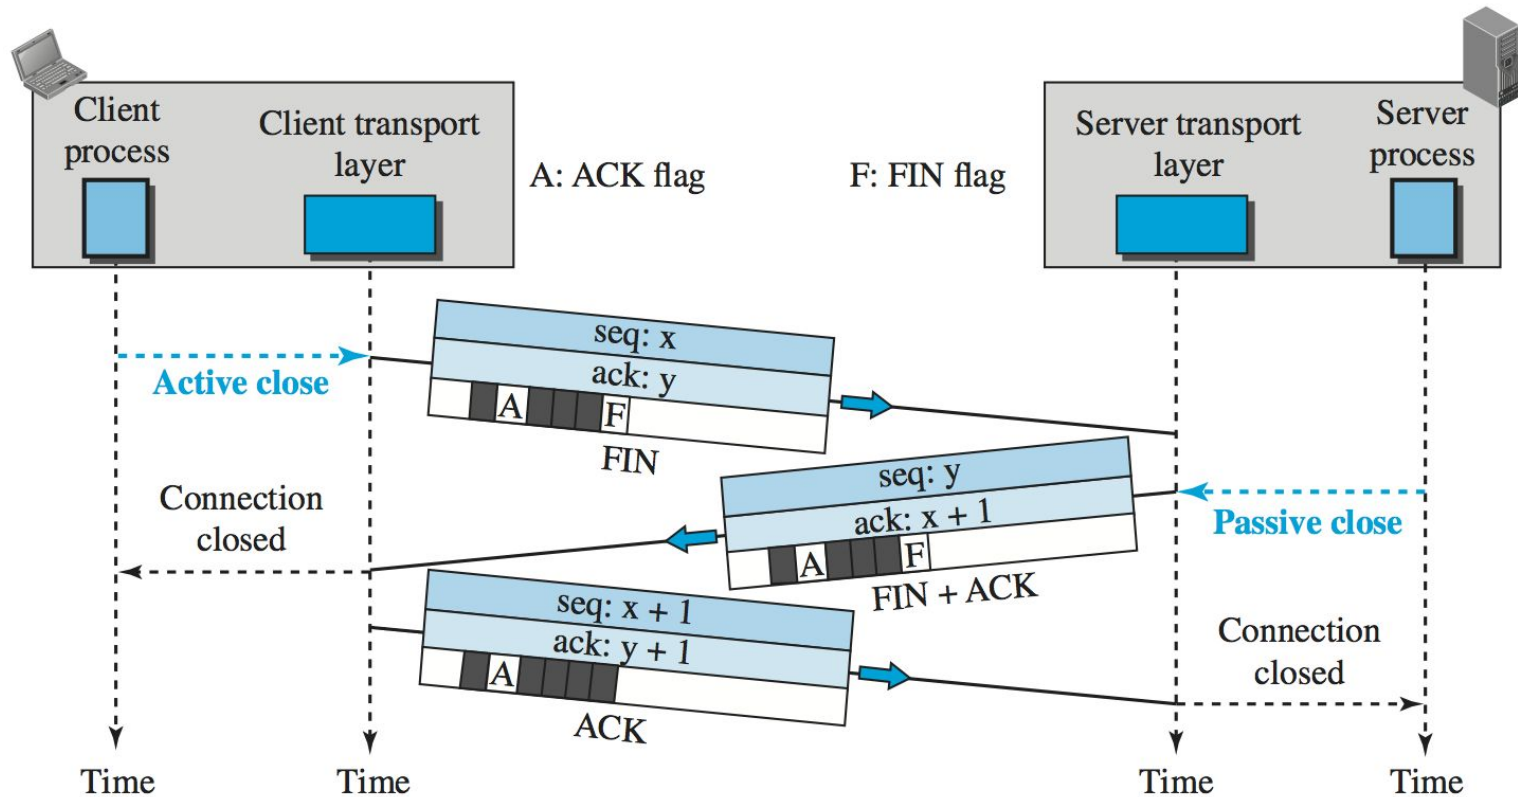 Client
process
Client transport
layer
A: ACK flag
F: FIN flag
Server transport
layer
Server
process
seq: x
ack: y
A F
FIN
Active close
seq: y
ack: x + 1
A F
FIN + ACK
Passive close
Connection
closed
seq: x + 1
ack: y + 1
A
ACK
Connection
closed
Time
Time
Time
Time